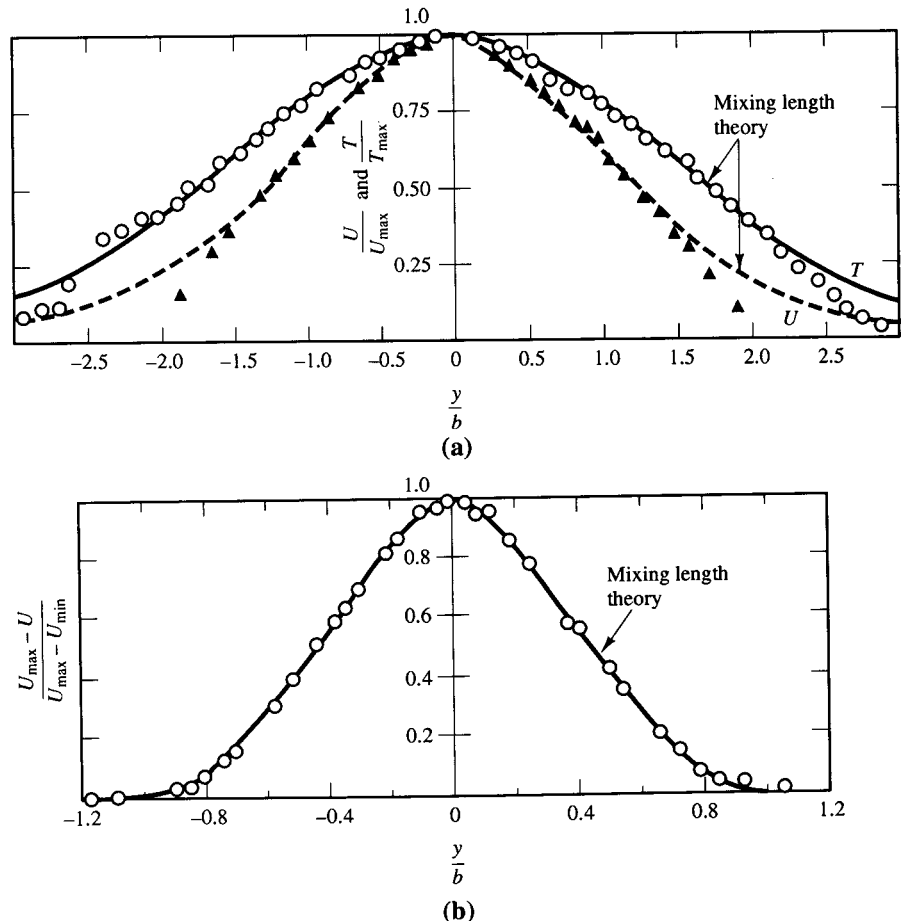 1.0
0.75
0.50
0.25
U/U_max and T/T_max
Mixing length
theory
T
U
−2.5 −2.0 −1.5 −1.0 −0.5 0 0.5 1.0 1.5 2.0 2.5
y/b
(a)
1.0
0.8
0.6
0.4
0.2
(U_max − U)/(U_max − U_min)
Mixing length
theory
−1.2 −0.8 −0.4 0 0.4 0.8 1.2
y/b
(b)